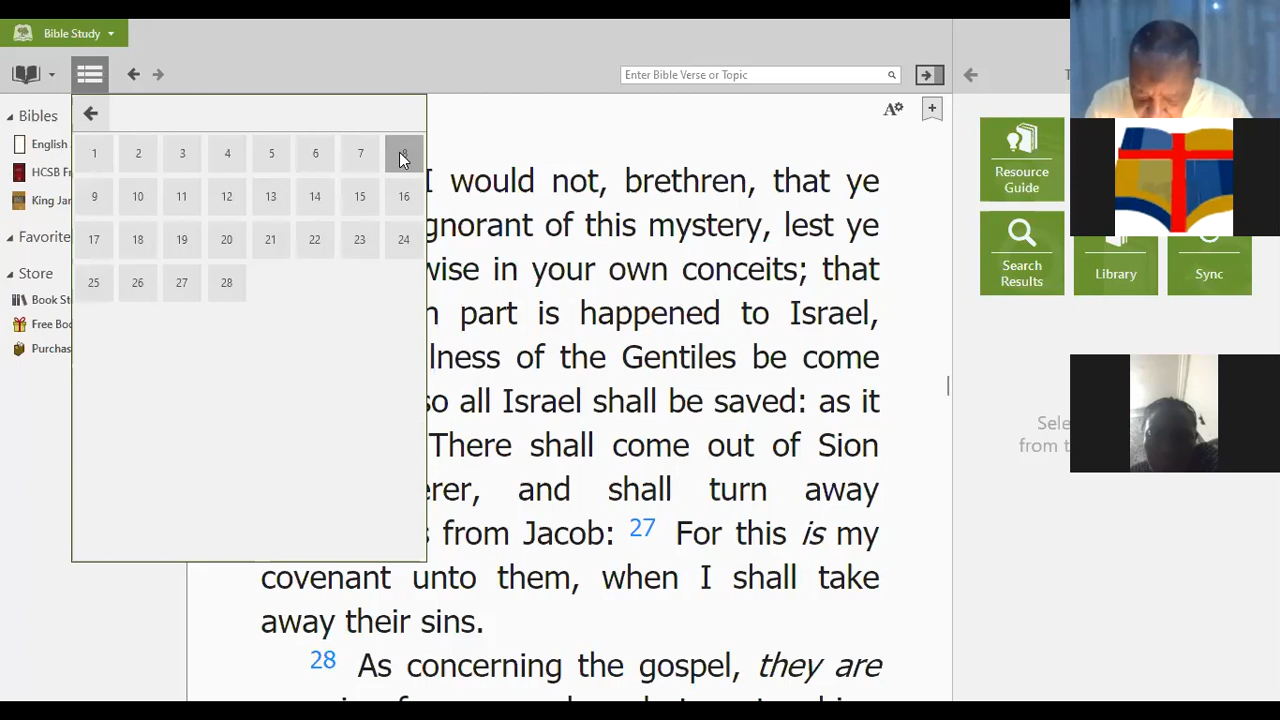 Bible Study
Enter Bible Verse or Topic
Bibles
English
HCSB Fr
King Jar
Favorite
Store
Book St
Free Boo
Purchas
1 2 3 4 5 6 7 8
9 10 11 12 13 14 15 16
17 18 19 20 21 22 23 24
25 26 27 28
I would not, brethren, that ye
gnorant of this mystery, lest ye
wise in your own conceits; that
part is happened to Israel,
lness of the Gentiles be come
so all Israel shall be saved: as it
There shall come out of Sion
erer, and shall turn away
from Jacob: 27 For this is my
covenant unto them, when I shall take
away their sins.
28 As concerning the gospel, they are
Resource
Guide
Search
Results
Library
Sync
Sele
from t